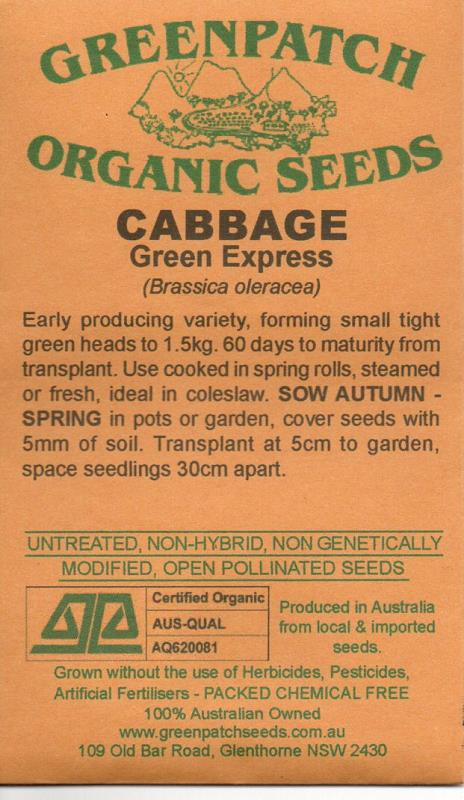 GREENPATCH
ORGANIC SEEDS
CABBAGE
Green Express
(Brassica oleracea)
Early producing variety, forming small tight
green heads to 1.5kg. 60 days to maturity from
transplant. Use cooked in spring rolls, steamed
or fresh, ideal in coleslaw. SOW AUTUMN -
SPRING in pots or garden, cover seeds with
5mm of soil. Transplant at 5cm to garden,
space seedlings 30cm apart.
UNTREATED, NON-HYBRID, NON GENETICALLY
MODIFIED, OPEN POLLINATED SEEDS
Certified Organic
AUS-QUAL
AQ620081
Produced in Australia
from local & imported
seeds.
Grown without the use of Herbicides, Pesticides,
Artificial Fertilisers - PACKED CHEMICAL FREE
100% Australian Owned
www.greenpatchseeds.com.au
109 Old Bar Road, Glenthorne NSW 2430